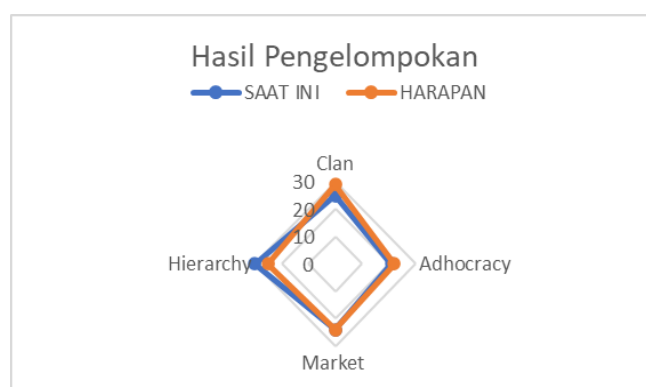 Hasil Pengelompokan
SAAT INI HARAPAN
Clan
30
20
10
0
Hierarchy
Adhocracy
Market